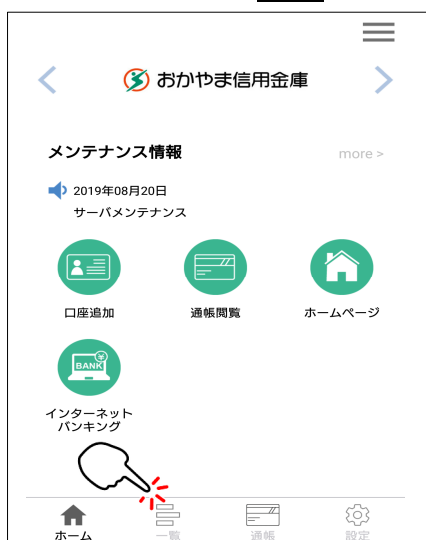 おかやま信用金庫
メンテナンス情報
more >
2019年08月20日
サーバメンテナンス
口座追加
通帳閲覧
ホームページ
BANK
¥
インターネット
バンキング
ホーム
一覧
通帳
設定